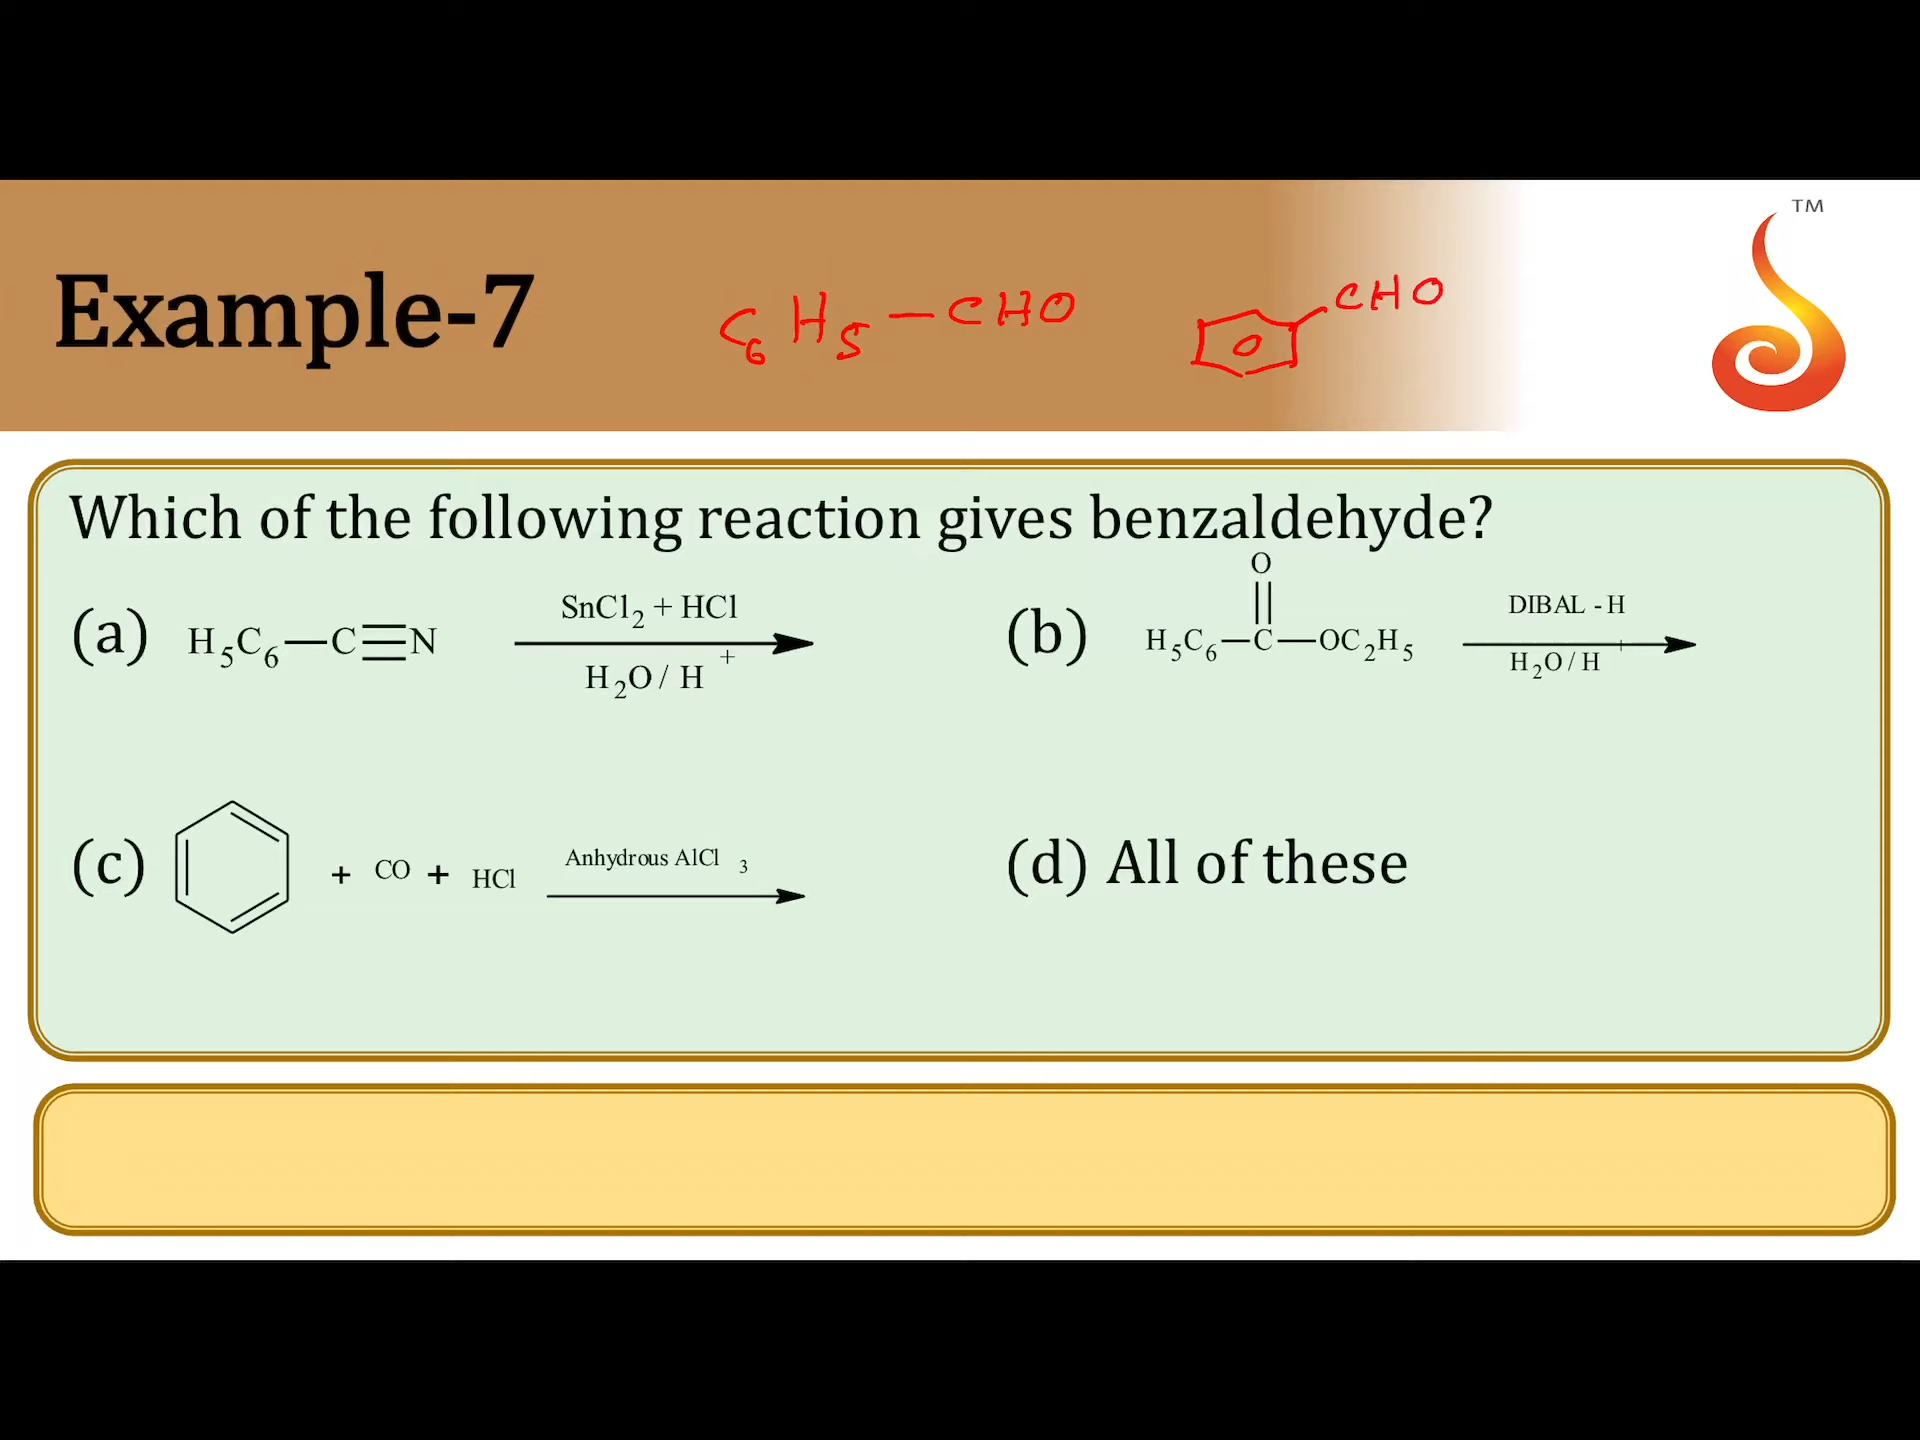 TM
Example-7
C6H5-CHO
CHO
Which of the following reaction gives benzaldehyde?
(a) H5C6—C≡N SnCl2 + HCl
H2O / H+
(b) H5C6—C—OC2H5 DIBAL - H
O
H2O / H+
(c) + CO + HCl Anhydrous AlCl3
(d) All of these